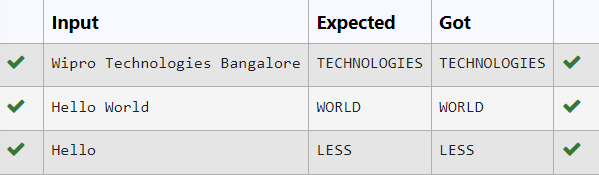 Input Expected Got
Wipro Technologies Bangalore TECHNOLOGIES TECHNOLOGIES
Hello World WORLD WORLD
Hello LESS LESS